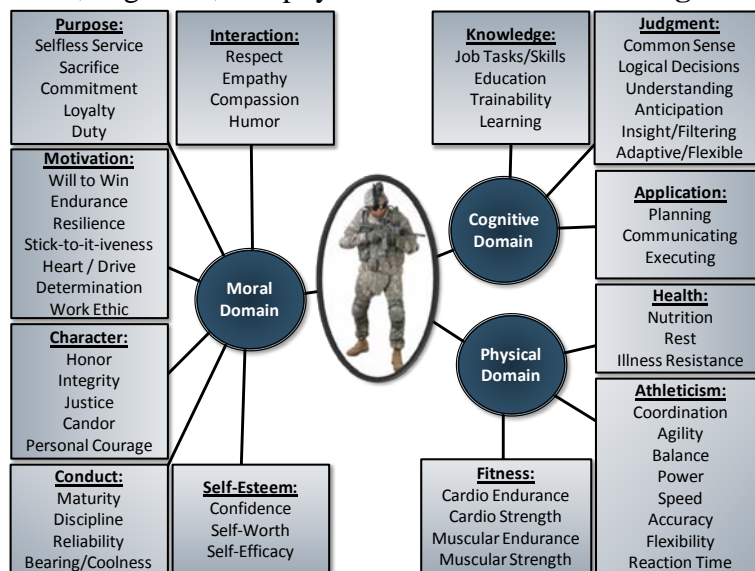 Purpose:
Selfless Service
Sacrifice
Commitment
Loyalty
Duty
Interaction:
Respect
Empathy
Compassion
Humor
Knowledge:
Job Tasks/Skills
Education
Trainability
Learning
Judgment:
Common Sense
Logical Decisions
Understanding
Anticipation
Insight/Filtering
Adaptive/Flexible
Motivation:
Will to Win
Endurance
Resilience
Stick-to-it-iveness
Heart / Drive
Determination
Work Ethic
Moral
Domain
Cognitive
Domain
Application:
Planning
Communicating
Executing
Character:
Honor
Integrity
Justice
Candor
Personal Courage
Physical
Domain
Health:
Nutrition
Rest
Illness Resistance
Conduct:
Maturity
Discipline
Reliability
Bearing/Coolness
Self-Esteem:
Confidence
Self-Worth
Self-Efficacy
Fitness:
Cardio Endurance
Cardio Strength
Muscular Endurance
Muscular Strength
Athleticism:
Coordination
Agility
Balance
Power
Speed
Accuracy
Flexibility
Reaction Time